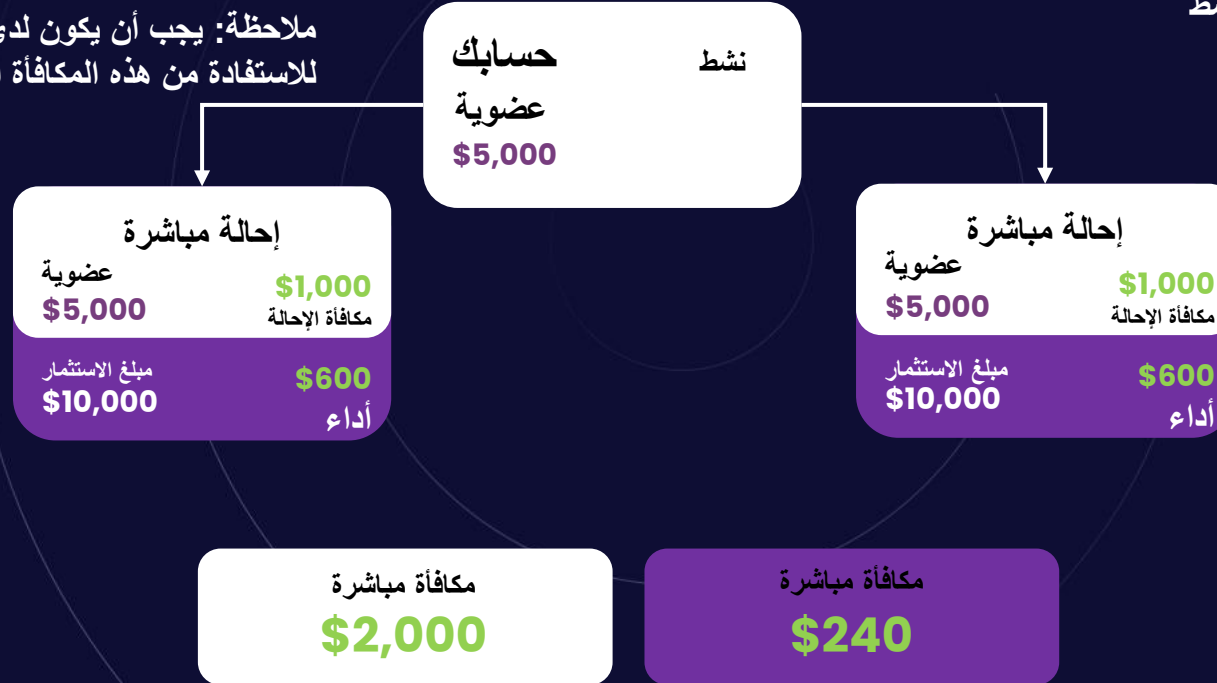 ملاحظة: يجب أن يكون
للاستفادة من هذه المكافأة
حسابك
نشط
عضوية
$5,000
إحالة مباشرة
عضوية
$5,000
$1,000
مكافأة الإحالة
مبلغ الاستثمار
$10,000
$600
أداء
إحالة مباشرة
عضوية
$5,000
$1,000
مكافأة الإحالة
مبلغ الاستثمار
$10,000
$600
أداء
مكافأة مباشرة
$2,000
مكافأة مباشرة
$240